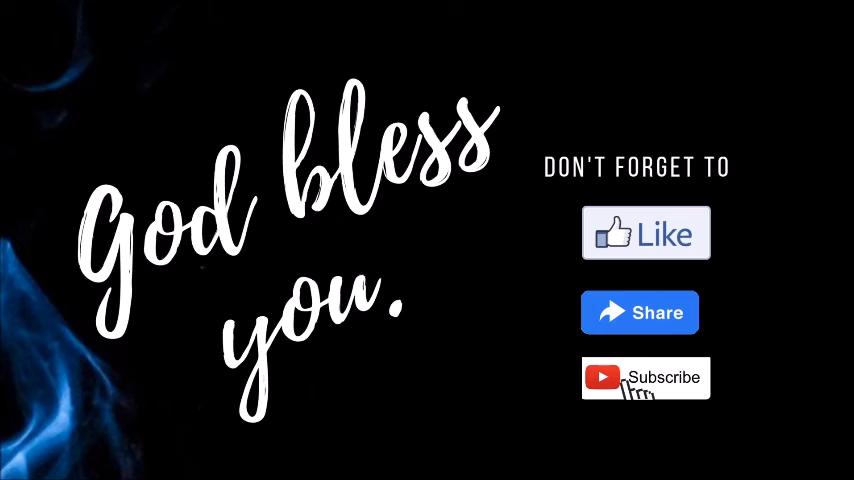 God bless
you.
DON'T FORGET TO
Like
Share
Subscribe